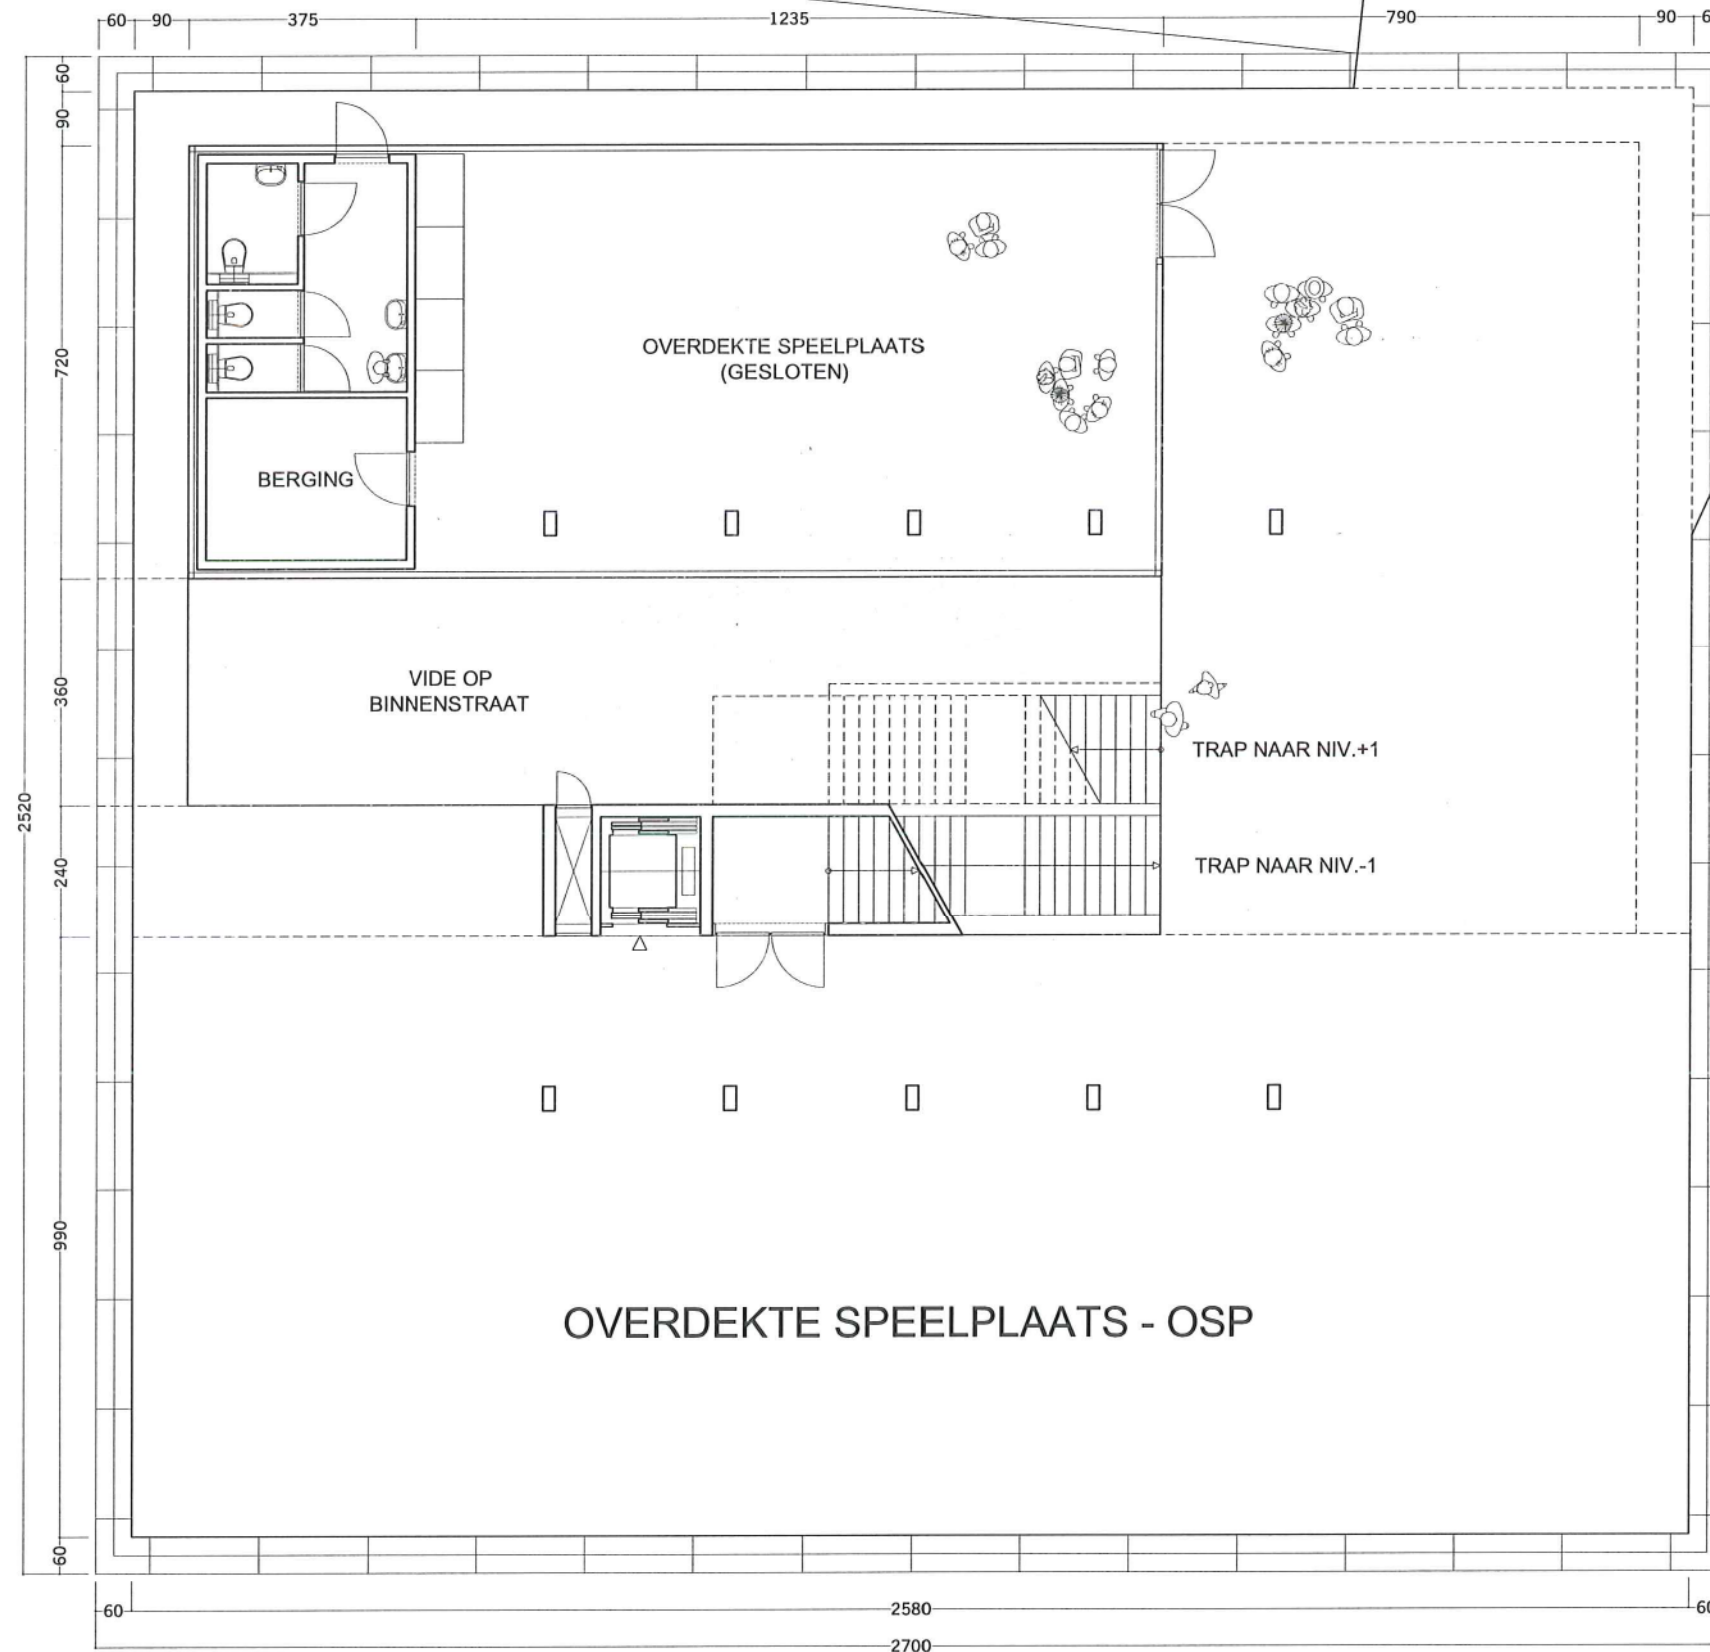 60 90 375 1235 790 90 6
60
90
720
360
2520
240
990
60
OVERDEKTE SPEELPLAATS
(GESLOTEN)
BERGING
VIDE OP
BINNENSTRAAT
TRAP NAAR NIV.+1
TRAP NAAR NIV.-1
OVERDEKTE SPEELPLAATS - OSP
60 2580 60
2700